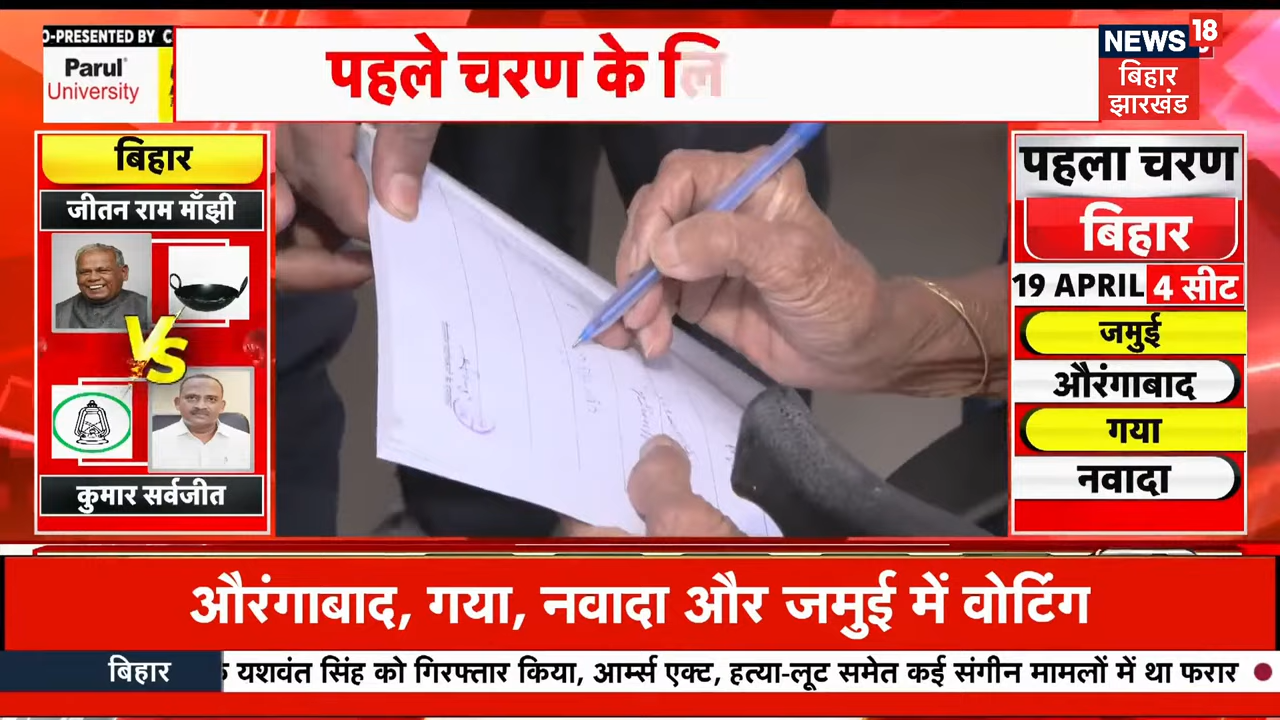 O-PRESENTED BY C
Parul
University
पहले चरण के लि
NEWS 18
बिहार
झारखंड
बिहार
जीतन राम माँझी
VS
कुमार सर्वजीत
पहला चरण
बिहार
19 APRIL 4 सीट
जमुई
औरंगाबाद
गया
नवादा
औरंगाबाद, गया, नवादा और जमुई में वोटिंग
बिहार
यशवंत सिंह को गिरफ्तार किया, आर्म्स एक्ट, हत्या-लूट समेत कई संगीन मामलों में था फरार